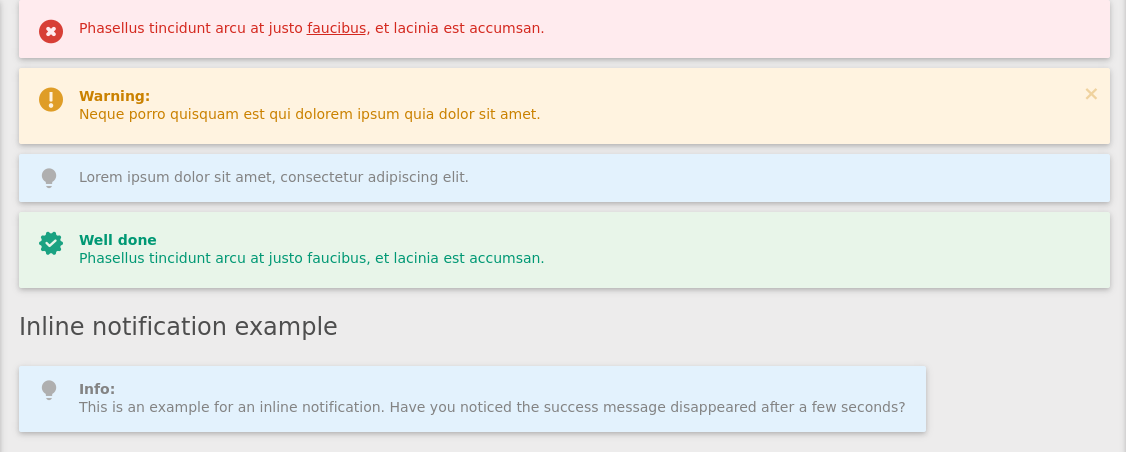 Phasellus tincidunt arcu at justo faucibus, et lacinia est accumsan.
Warning:
Neque porro quisquam est qui dolorem ipsum quia dolor sit amet.
Lorem ipsum dolor sit amet, consectetur adipiscing elit.
Well done
Phasellus tincidunt arcu at justo faucibus, et lacinia est accumsan.
Inline notification example
Info:
This is an example for an inline notification. Have you noticed the success message disappeared after a few seconds?